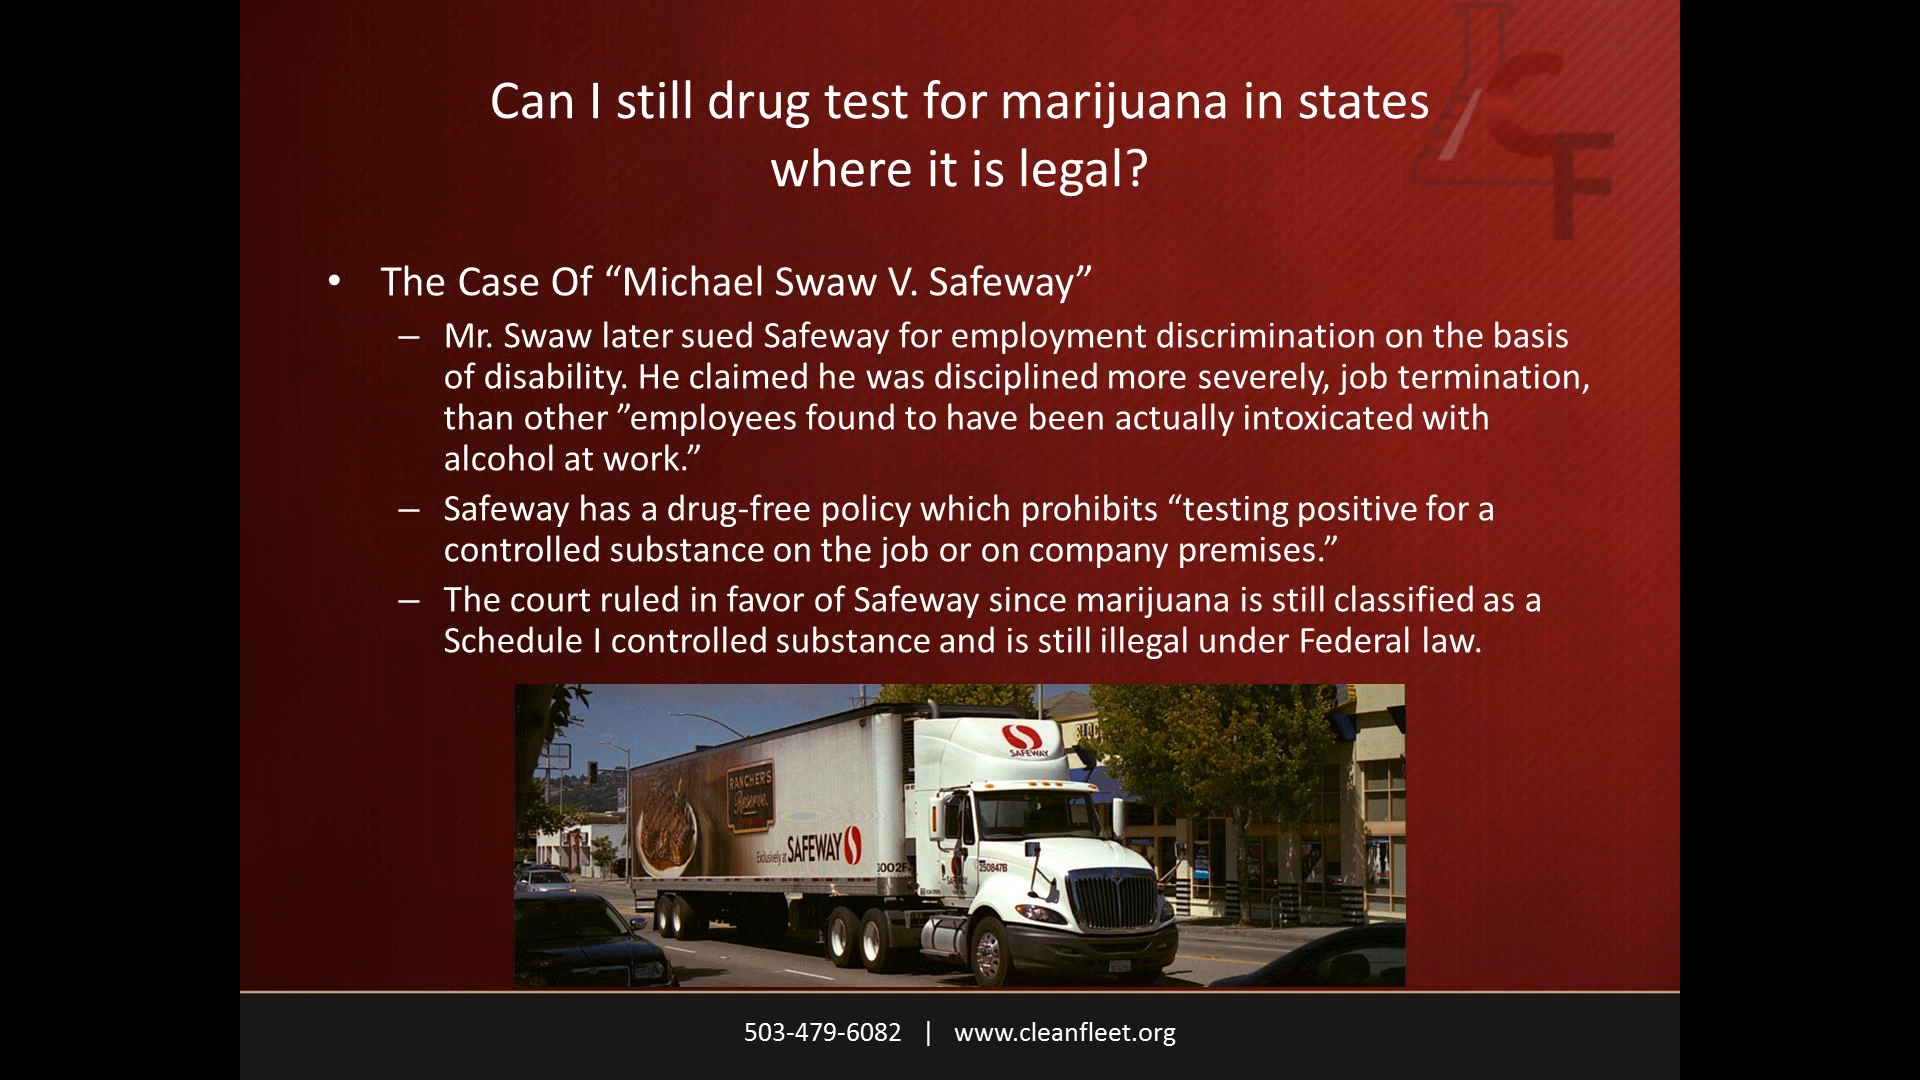 Can I still drug test for marijuana in states
where it is legal?
• The Case Of “Michael Swaw V. Safeway”
– Mr. Swaw later sued Safeway for employment discrimination on the basis
of disability. He claimed he was disciplined more severely, job termination,
than other ”employees found to have been actually intoxicated with
alcohol at work.”
– Safeway has a drug-free policy which prohibits “testing positive for a
controlled substance on the job or on company premises.”
– The court ruled in favor of Safeway since marijuana is still classified as a
Schedule I controlled substance and is still illegal under Federal law.
CF
RANCHER'S
Reserve
Exclusively at SAFEWAY
SAFEWAY
250847B
503-479-6082 | www.cleanfleet.org